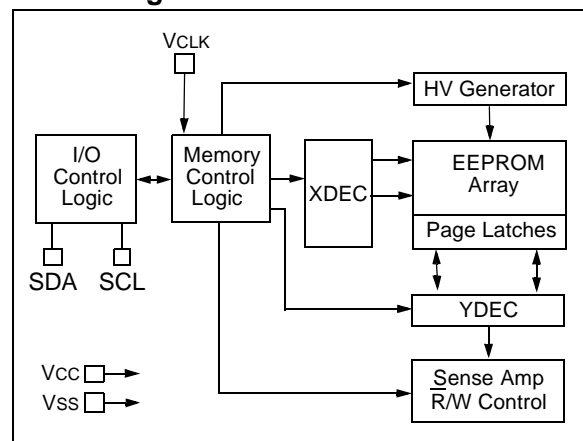 VCLK
HV Generator
I/O
Control
Logic
Memory
Control
Logic
XDEC
EEPROM
Array
Page Latches
SDA
SCL
YDEC
VCC
VSS
Sense Amp
R/W Control